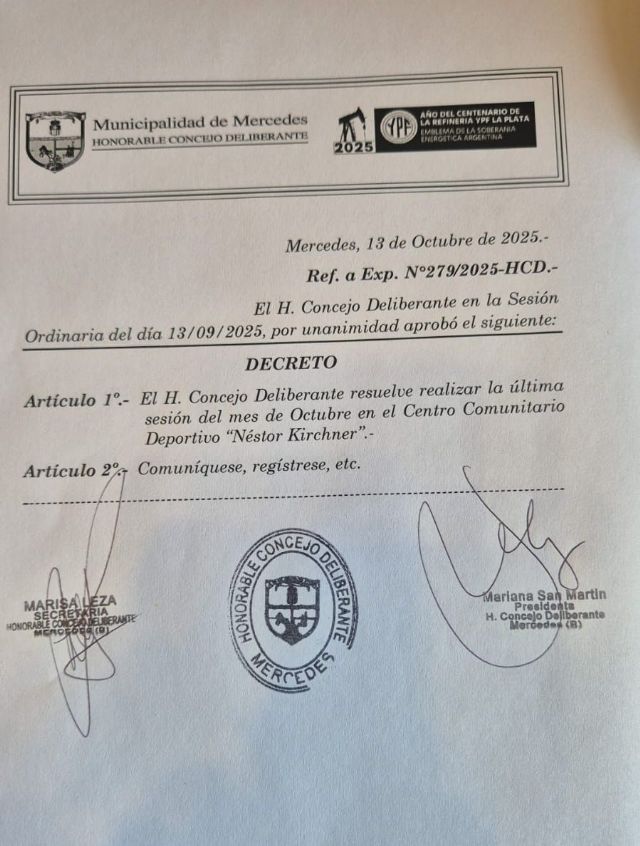 Municipalidad de Mercedes
HONORABLE CONCEJO DELIBERANTE
2025
YPF
AÑO DEL CENTENARIO DE
LA REFINERIA YPF LA PLATA
EMBLEMA DE LA SOBERANIA
ENERGETICA ARGENTINA
Mercedes, 13 de Octubre de 2025.-
Ref. a Exp. N°279/2025-HCD.-
El H. Concejo Deliberante en la Sesión
Ordinaria del día 13/09/2025, por unanimidad aprobó el siguiente:
DECRETO
Artículo 1º.- El H. Concejo Deliberante resuelve realizar la última
sesión del mes de Octubre en el Centro Comunitario
Deportivo “Néstor Kirchner”.-
Artículo 2º.- Comuníquese, regístrese, etc.
MARISA LEZA
SECRETARIA
HONORABLE CONCEJO DELIBERANTE
MERCEDES (B)
HONORABLE CONCEJO DELIBERANTE
MERCEDES
Mariana San Martin
Presidenta
H. Concejo Deliberante
Mercedes (B)